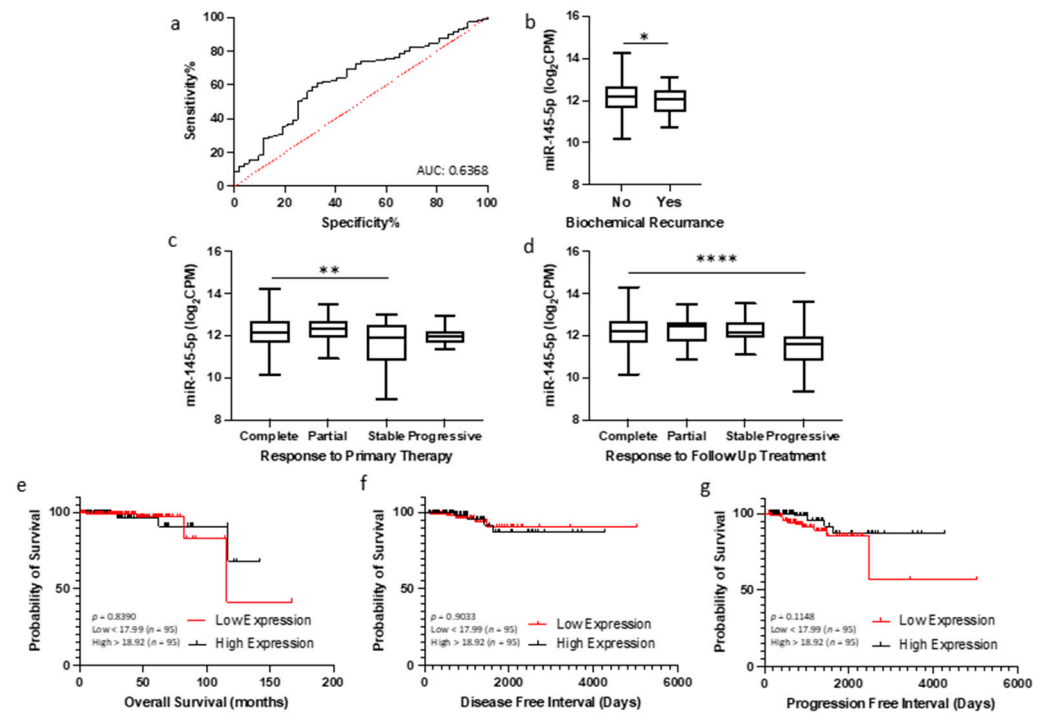 a
100
80
60
40
20
0
Sensitivity%
AUC: 0.6368
0 20 40 60 80 100
Specificity%
b
16
14
12
10
8
miR-145-5p (log2CPM)
*
No Yes
Biochemical Recurrance
c
16
14
12
10
8
miR-145-5p (log2CPM)
**
Complete Partial Stable Progressive
Response to Primary Therapy
d
16
14
12
10
8
miR-145-5p (log2CPM)
****
Complete Partial Stable Progressive
Response to Follow Up Treatment
e
100
50
0
Probability of Survival
p = 0.8390
Low < 17.99 (n = 95)
High > 18.92 (n = 95)
Low Expression
High Expression
0 50 100 150 200
Overall Survival (months)
f
100
50
0
Probability of Survival
p = 0.9033
Low < 17.99 (n = 95)
High > 18.92 (n = 95)
Low Expression
High Expression
0 2000 4000 6000
Disease Free Interval (Days)
g
100
50
0
Probability of Survival
p = 0.1148
Low < 17.99 (n = 95)
High > 18.92 (n = 95)
Low Expression
High Expression
0 2000 4000 6000
Progression Free Interval (Days)